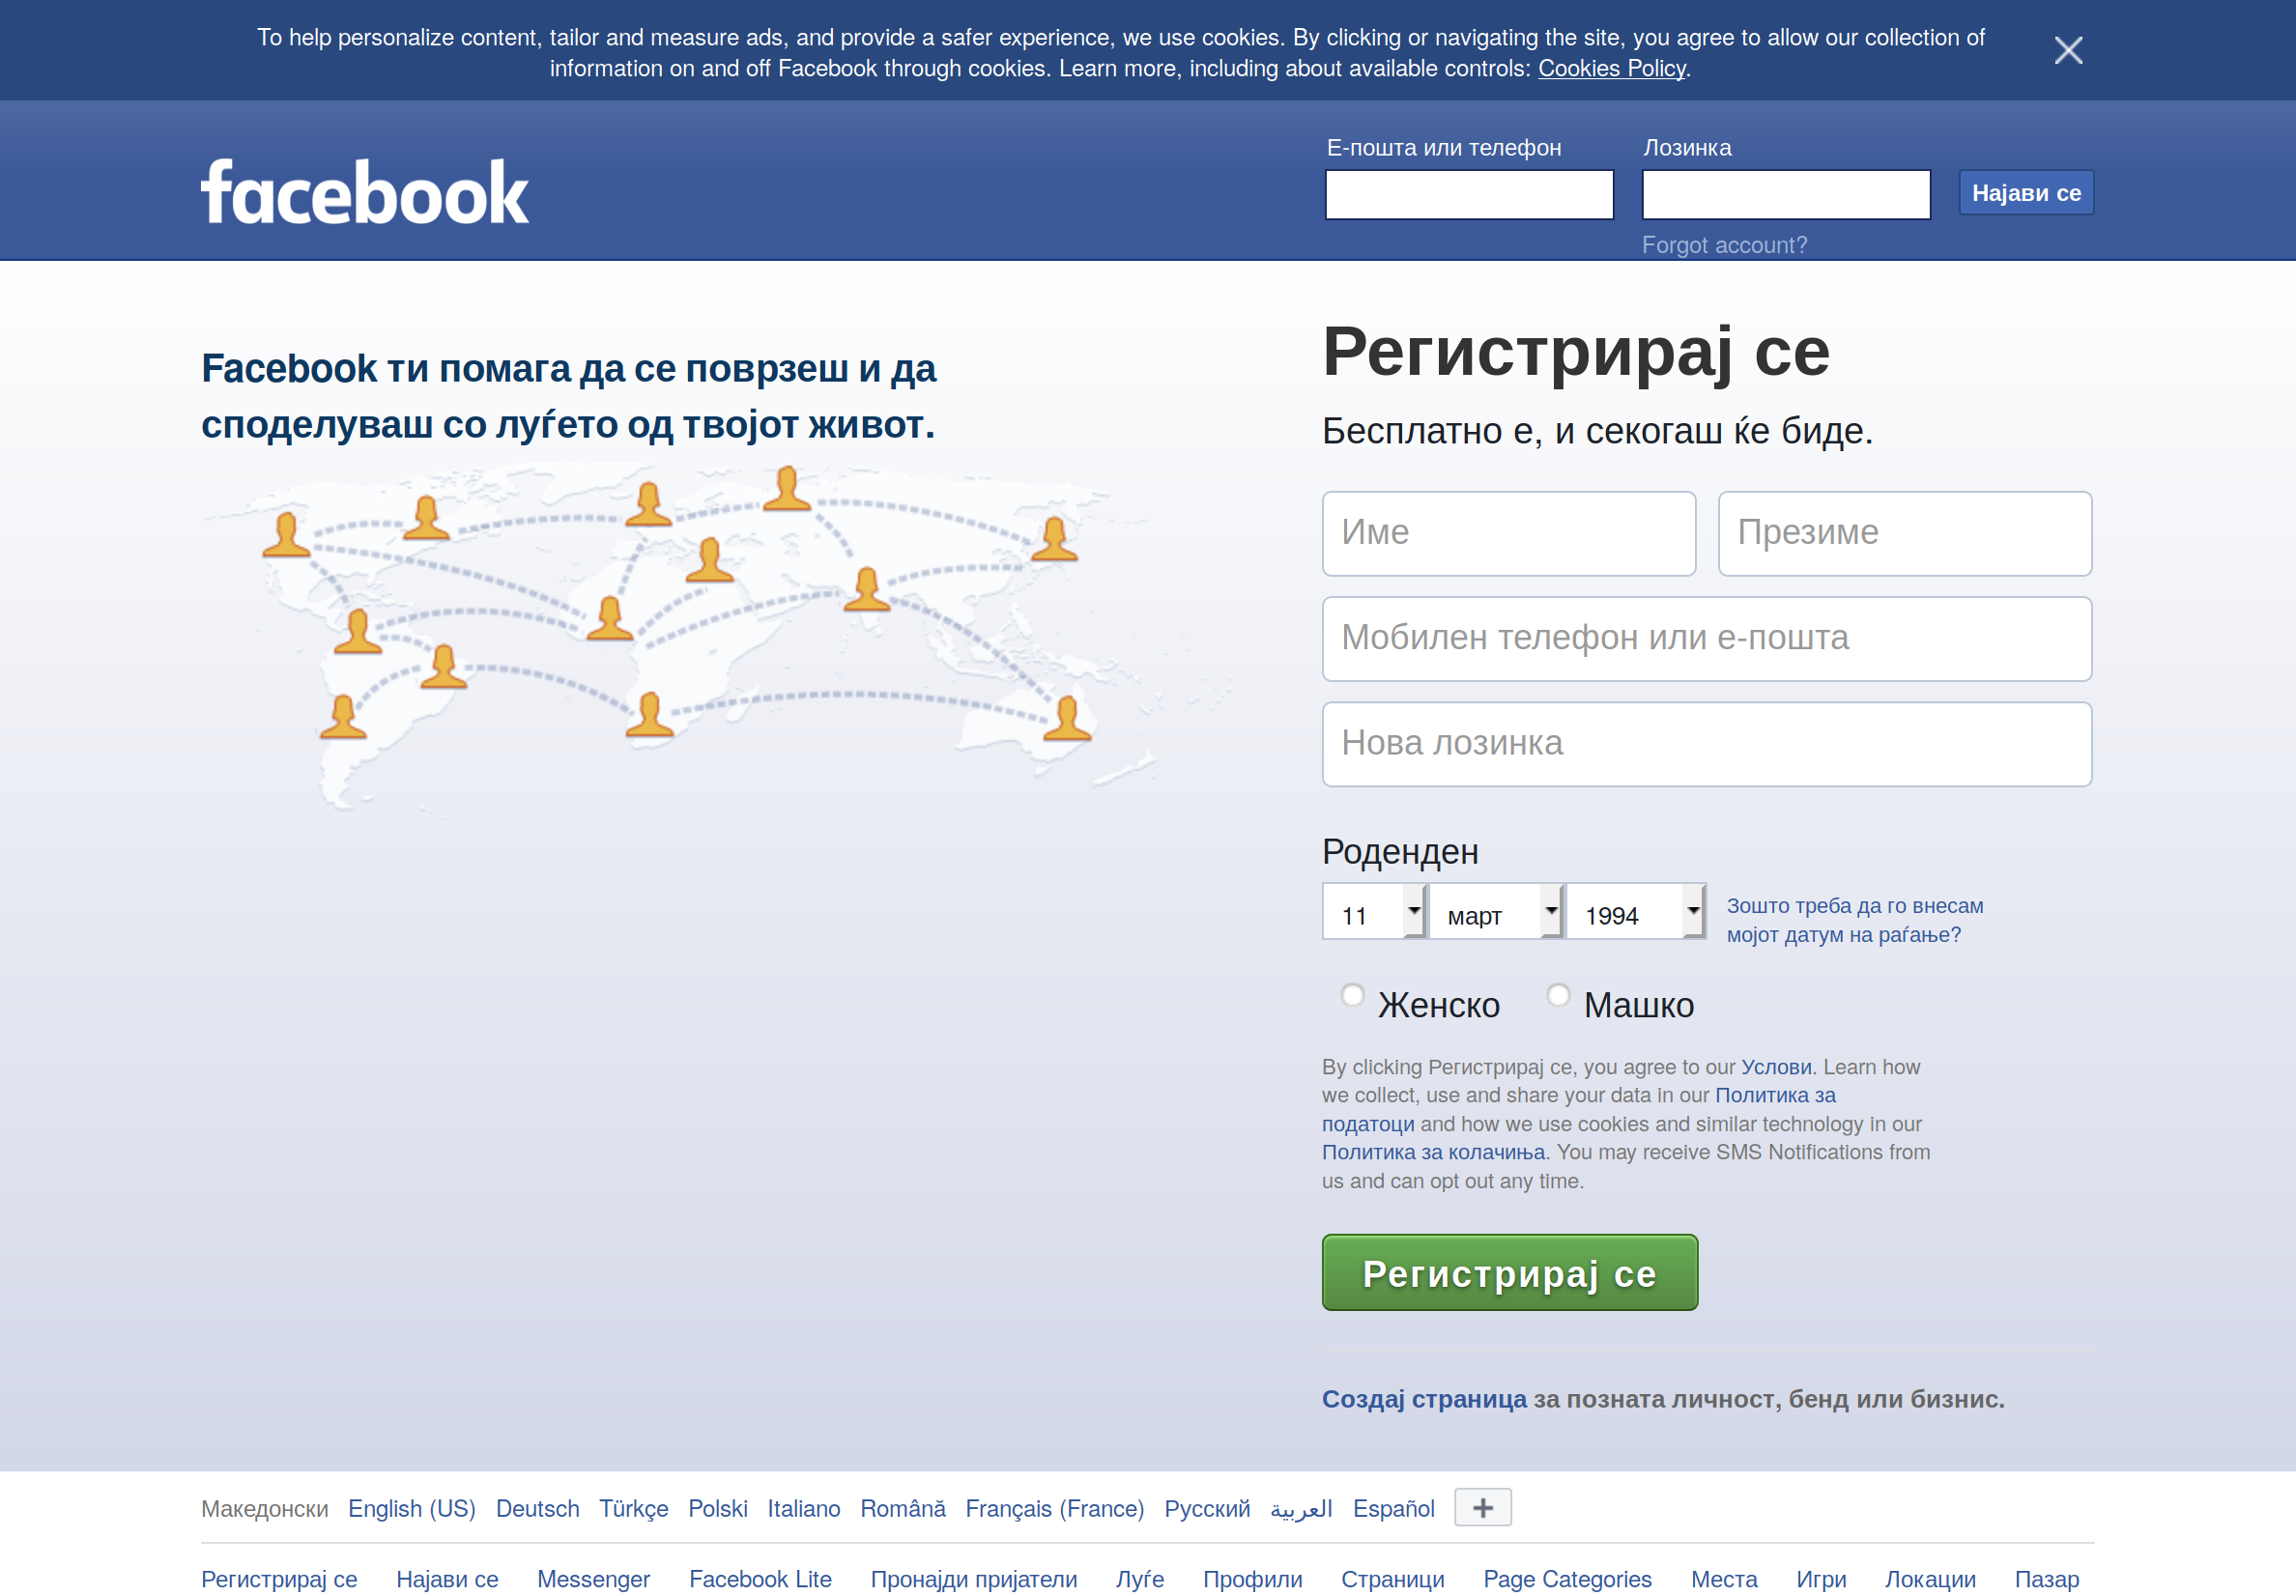 To help personalize content, tailor and measure ads, and provide a safer experience, we use cookies. By clicking or navigating the site, you agree to allow our collection of
information on and off Facebook through cookies. Learn more, including about available controls: Cookies Policy.
facebook
Е-пошта или телефон
Лозинка
Најави се
Forgot account?
Facebook ти помага да се поврзеш и да
споделуваш со луѓето од твојот живот.
Регистрирај се
Бесплатно е, и секогаш ќе биде.
Име
Презиме
Мобилен телефон или е-пошта
Нова лозинка
Роденден
11 март 1994
Зошто треба да го внесам
мојот датум на раѓање?
Женско Машко
By clicking Регистрирај се, you agree to our Услови. Learn how
we collect, use and share your data in our Политика за
податоци and how we use cookies and similar technology in our
Политика за колачиња. You may receive SMS Notifications from
us and can opt out any time.
Регистрирај се
Создај страница за позната личност, бенд или бизнис.
Македонски English (US) Deutsch Türkçe Polski Italiano Română Français (France) Русский العربية Español
Регистрирај се Најави се Messenger Facebook Lite Пронајди пријатели Луѓе Профили Страници Page Categories Места Игри Локации Пазар